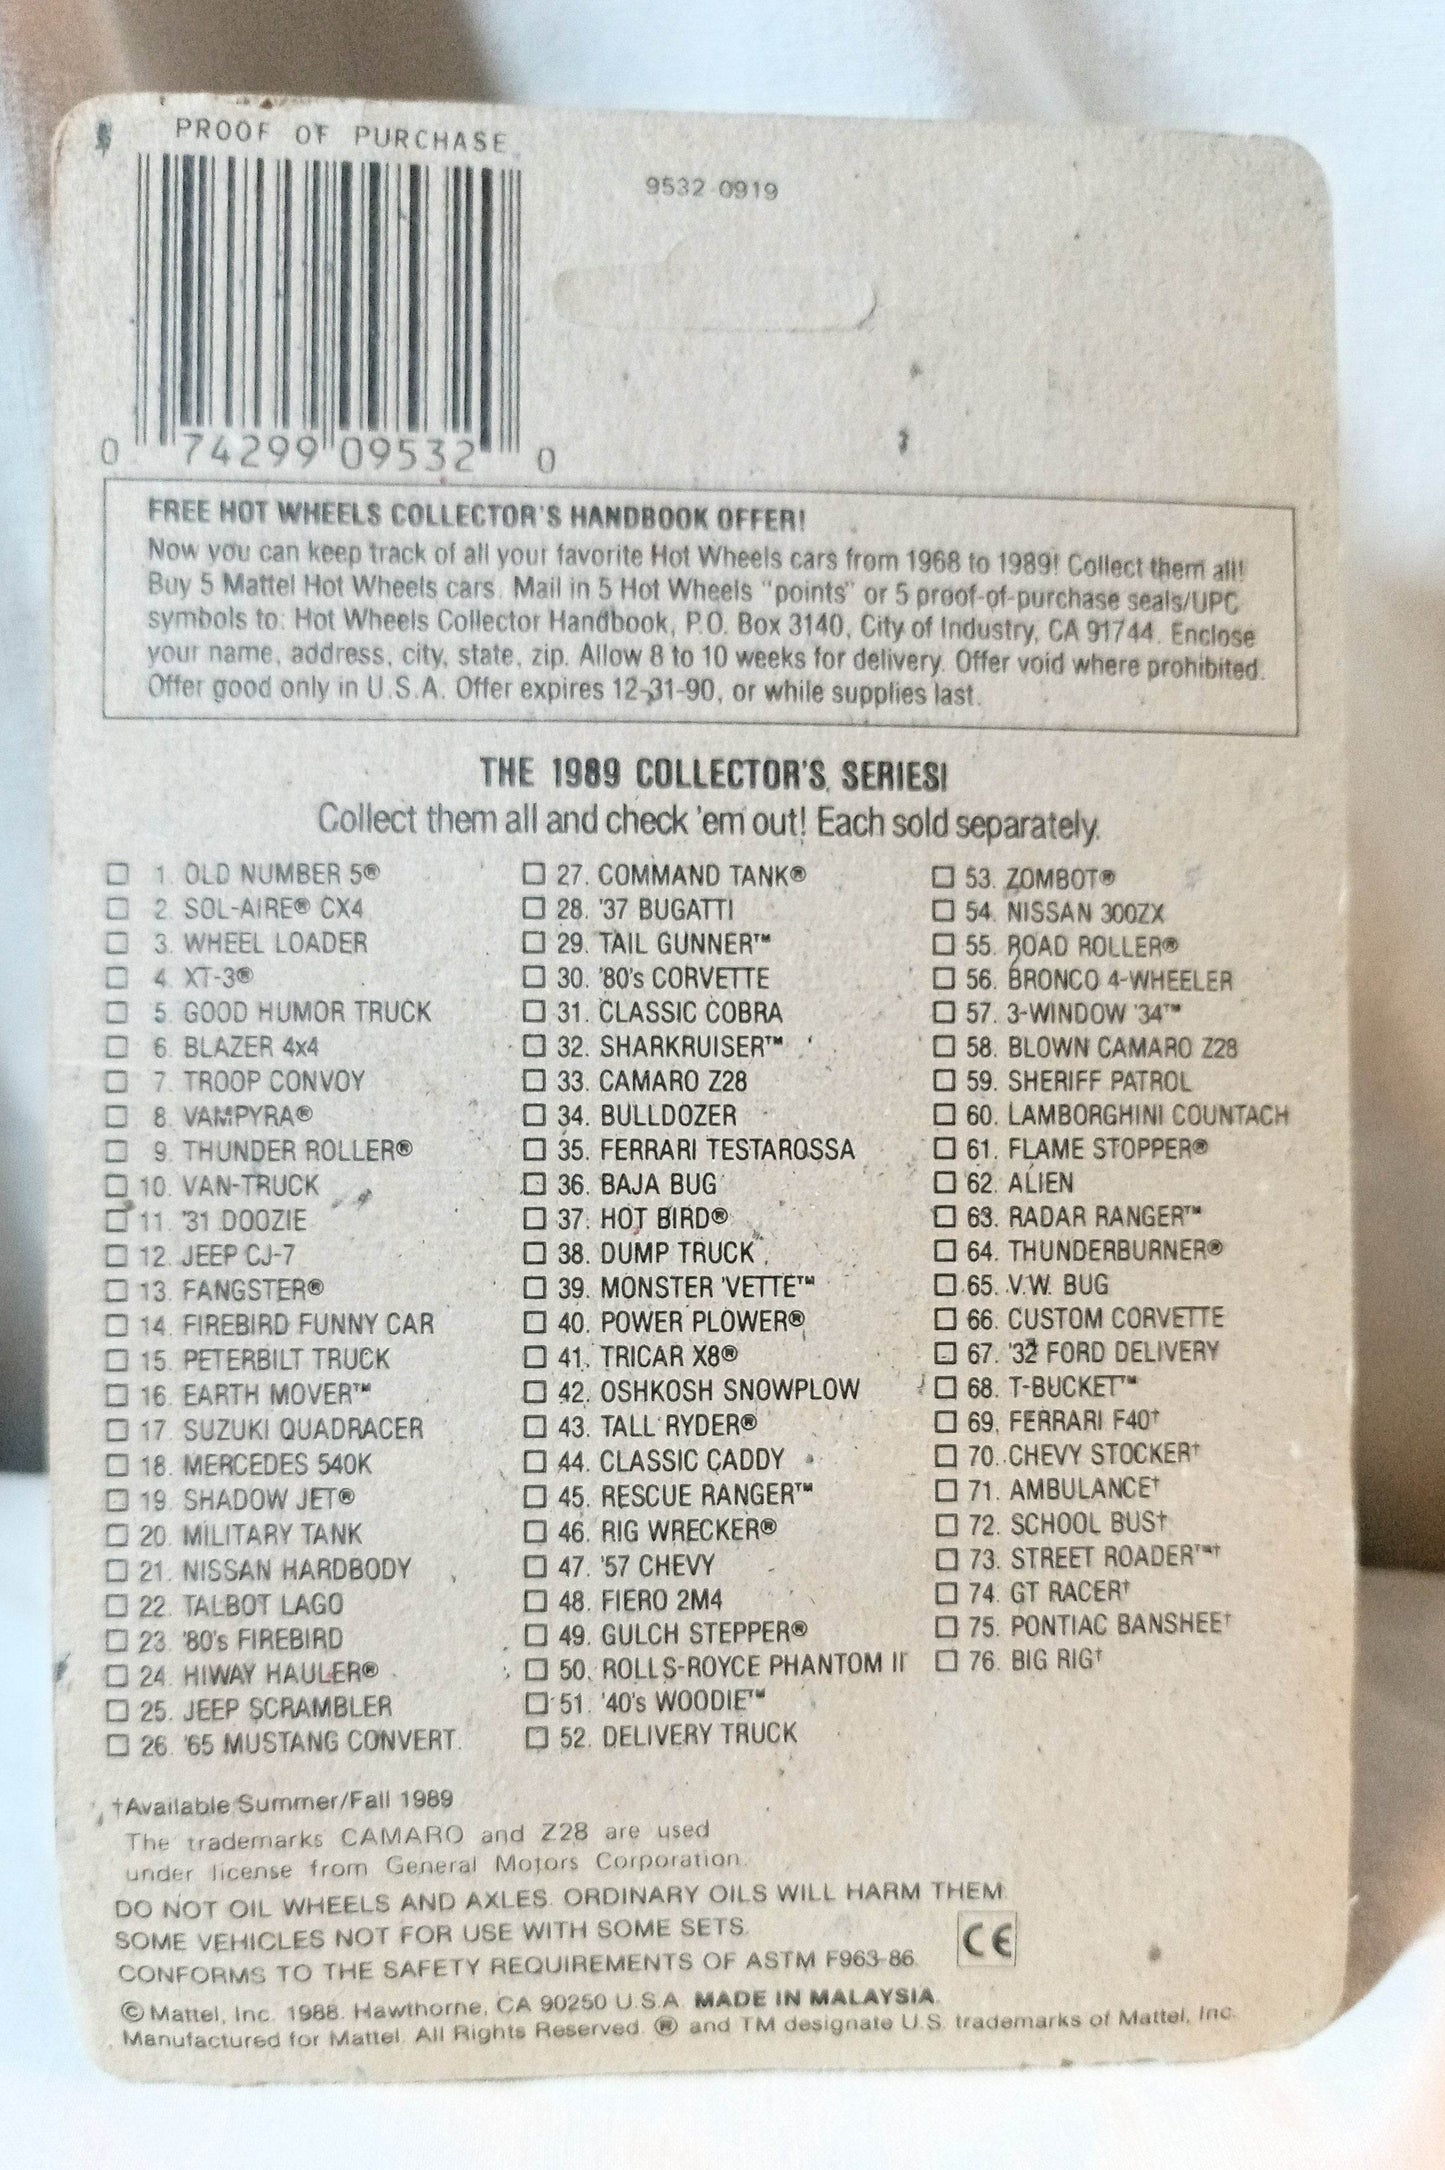 PROOF OF PURCHASE
9532-0919
0 74299 09532 0
FREE HOT WHEELS COLLECTOR'S HANDBOOK OFFER!
Now you can keep track of all your favorite Hot Wheels cars from 1968 to 1989! Collect them all!
Buy 5 Mattel Hot Wheels cars. Mail in 5 Hot Wheels "points" or 5 proof-of-purchase seals/UPC
symbols to: Hot Wheels Collector Handbook, P.O. Box 3140, City of Industry, CA 91744. Enclose
your name, address, city, state, zip. Allow 8 to 10 weeks for delivery. Offer void where prohibited.
Offer good only in U.S.A. Offer expires 12-31-90, or while supplies last.
THE 1989 COLLECTOR'S SERIES!
Collect them all and check 'em out! Each sold separately.
1. OLD NUMBER 5®
2. SOL-AIRE® CX4
3. WHEEL LOADER
4. XT-3®
5. GOOD HUMOR TRUCK
6. BLAZER 4x4
7. TROOP CONVOY
8. VAMPYRA®
9. THUNDER ROLLER®
10. VAN-TRUCK
11. '31 DOOZIE
12. JEEP CJ-7
13. FANGSTER®
14. FIREBIRD FUNNY CAR
15. PETERBILT TRUCK
16. EARTH MOVER™
17. SUZUKI QUADRACER
18. MERCEDES 540K
19. SHADOW JET®
20. MILITARY TANK
21. NISSAN HARDBODY
22. TALBOT LAGO
23. '80's FIREBIRD
24. HIWAY HAULER®
25. JEEP SCRAMBLER
26. '65 MUSTANG CONVERT.
27. COMMAND TANK®
28. '37 BUGATTI
29. TAIL GUNNER™
30. '80's CORVETTE
31. CLASSIC COBRA
32. SHARKRUISER™
33. CAMARO Z28
34. BULLDOZER
35. FERRARI TESTAROSSA
36. BAJA BUG
37. HOT BIRD®
38. DUMP TRUCK
39. MONSTER 'VETTE™
40. POWER PLOWER®
41. TRICAR X8®
42. OSHKOSH SNOWPLOW
43. TALL RYDER®
44. CLASSIC CADDY
45. RESCUE RANGER™
46. RIG WRECKER®
47. '57 CHEVY
48. FIERO 2M4
49. GULCH STEPPER®
50. ROLLS-ROYCE PHANTOM II
51. '40's WOODIE™
52. DELIVERY TRUCK
53. ZOMBOT®
54. NISSAN 300ZX
55. ROAD ROLLER®
56. BRONCO 4-WHEELER
57. 3-WINDOW '34™
58. BLOWN CAMARO Z28
59. SHERIFF PATROL
60. LAMBORGHINI COUNTACH
61. FLAME STOPPER®
62. ALIEN
63. RADAR RANGER™
64. THUNDERBURNER®
65. V.W. BUG
66. CUSTOM CORVETTE
67. '32 FORD DELIVERY
68. T-BUCKET™
69. FERRARI F40†
70. CHEVY STOCKER†
71. AMBULANCE†
72. SCHOOL BUS†
73. STREET ROADER™†
74. GT RACER†
75. PONTIAC BANSHEE†
76. BIG RIG†
†Available Summer/Fall 1989
The trademarks CAMARO and Z28 are used
under license from General Motors Corporation.
DO NOT OIL WHEELS AND AXLES. ORDINARY OILS WILL HARM THEM.
SOME VEHICLES NOT FOR USE WITH SOME SETS.
CONFORMS TO THE SAFETY REQUIREMENTS OF ASTM F963-86.
CE
© Mattel, Inc. 1988. Hawthorne, CA 90250 U.S.A. MADE IN MALAYSIA.
Manufactured for Mattel. All Rights Reserved. ® and TM designate U.S. trademarks of Mattel, Inc.